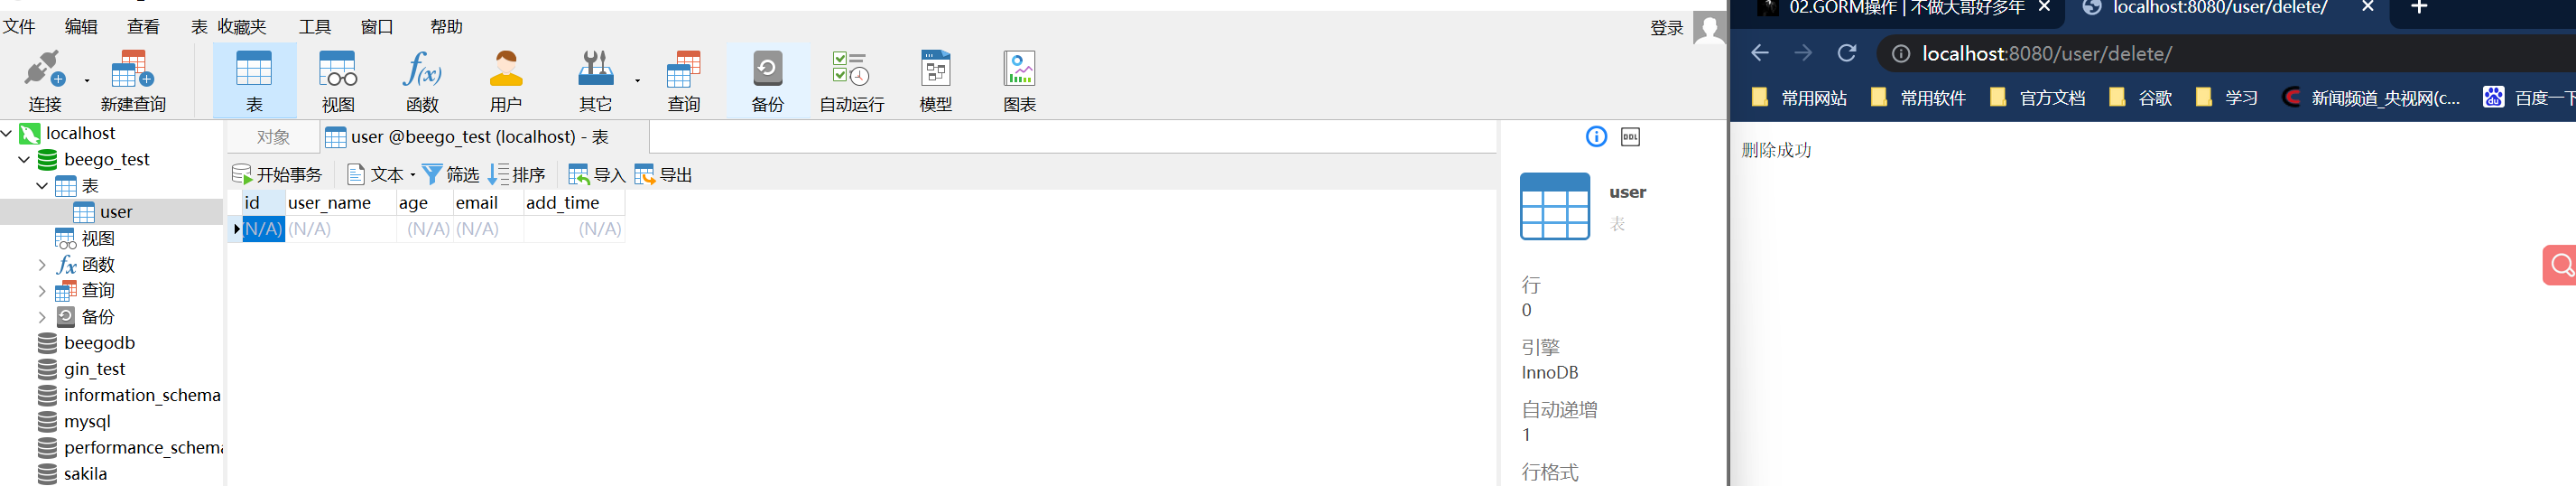 文件 编辑 查看 表 收藏夹 工具 窗口 帮助
登录
连接 新建查询 表 视图 函数 用户 其它 查询 备份 自动运行 模型 图表
localhost
beego_test
表
user
视图
函数
查询
备份
beegodb
gin_test
information_schema
mysql
performance_schema
sakila
对象 user @beego_test (localhost) - 表
开始事务 文本 筛选 排序 导入 导出
id user_name age email add_time
(N/A) (N/A) (N/A) (N/A) (N/A)
DDL
user
表
行
0
引擎
InnoDB
自动递增
1
行格式
02.GORM操作 | 不做大哥好多年 localhost:8080/user/delete/
localhost:8080/user/delete/
常用网站 常用软件 官方文档 谷歌 学习 新闻频道_央视网(c... 百度一下
删除成功